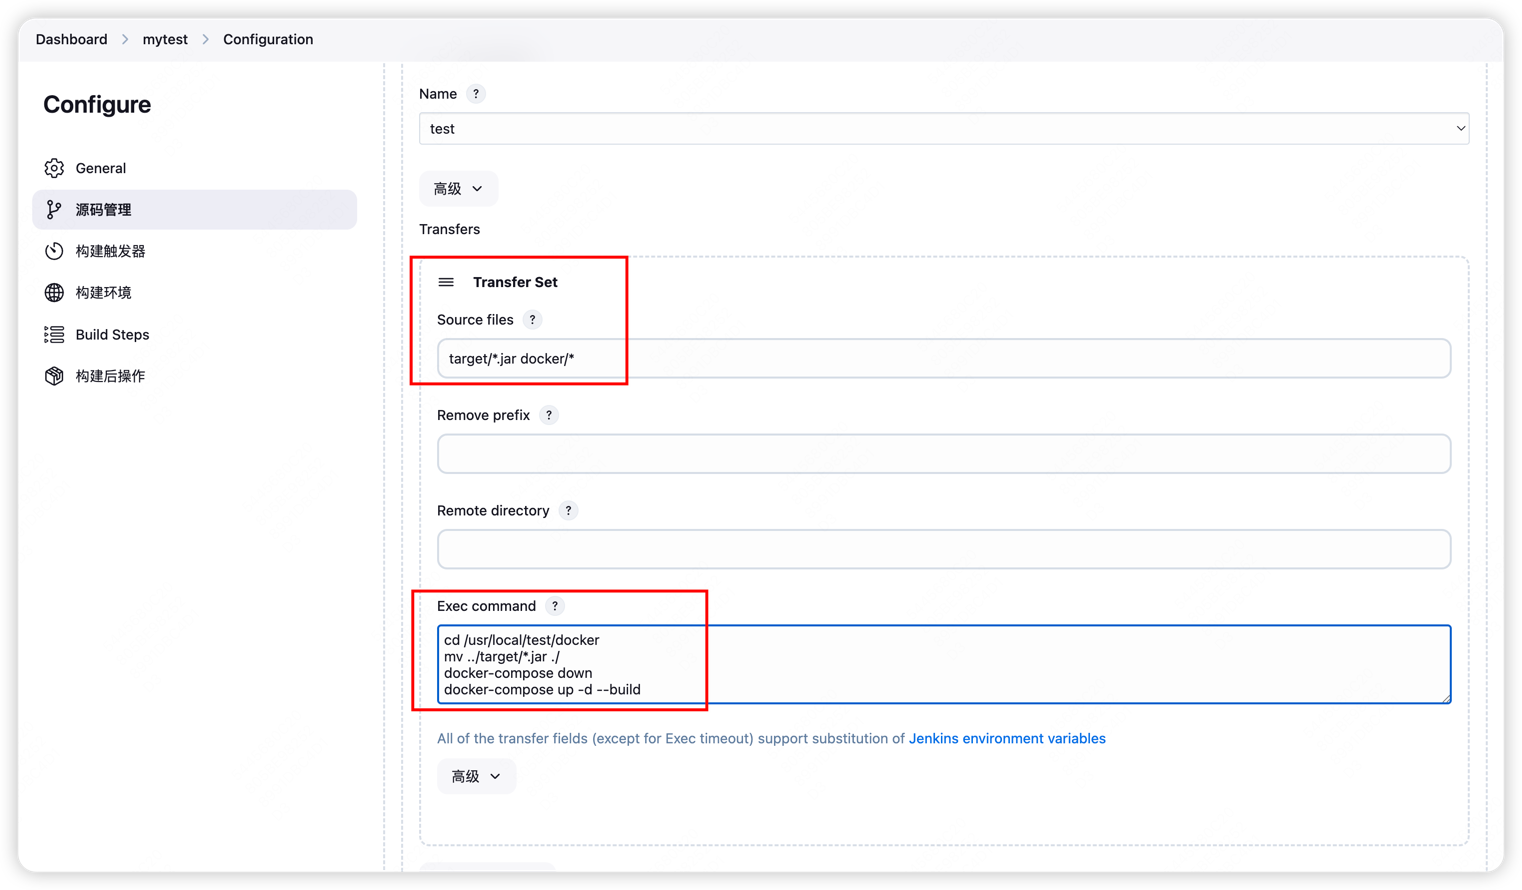 Dashboard > mytest > Configuration
Configure
General
源码管理
构建触发器
构建环境
Build Steps
构建后操作
Name ?
test
高级
Transfers
Transfer Set
Source files ?
target/*.jar docker/*
Remove prefix ?
Remote directory ?
Exec command ?
cd /usr/local/test/docker
mv ../target/*.jar ./
docker-compose down
docker-compose up -d --build
All of the transfer fields (except for Exec timeout) support substitution of Jenkins environment variables
高级